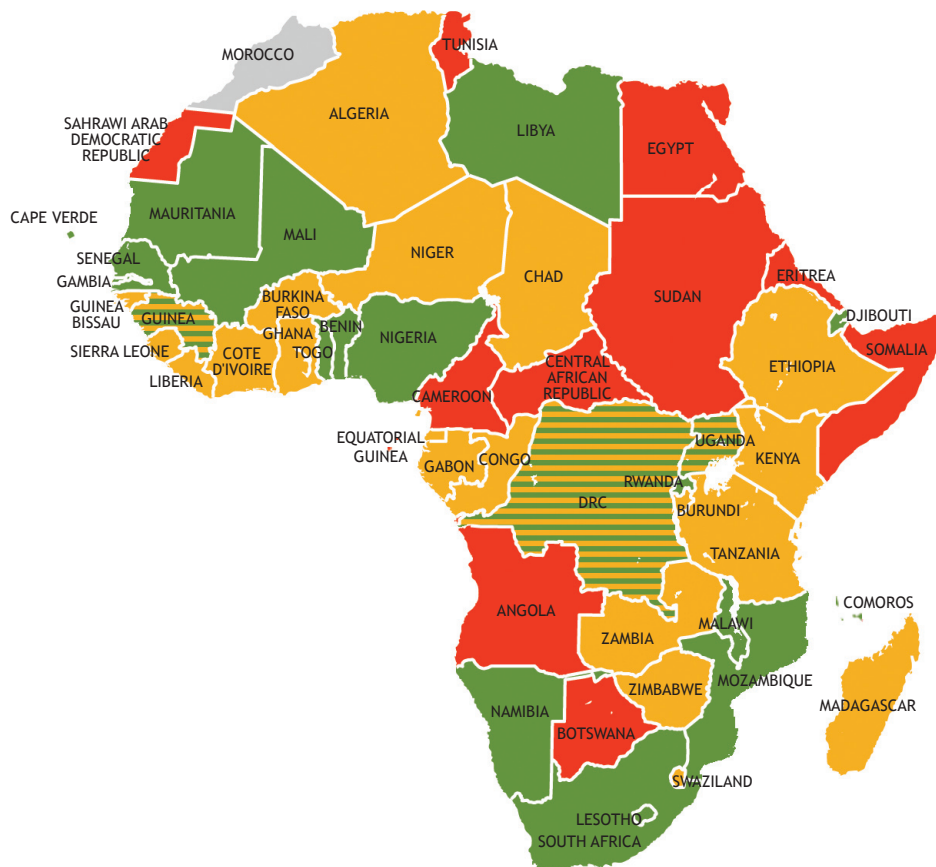 MOROCCO
TUNISIA
ALGERIA
LIBYA
EGYPT
SAHRAWI ARAB
DEMOCRATIC
REPUBLIC
CAPE VERDE
MAURITANIA
MALI
NIGER
CHAD
SUDAN
ERITREA
SENEGAL
GAMBIA
GUINEA
BISSAU
GUINEA
BURKINA
FASO
GHANA
BENIN
TOGO
NIGERIA
DJIBOUTI
SOMALIA
SIERRA LEONE
LIBERIA
COTE
D'IVOIRE
CAMEROON
CENTRAL
AFRICAN
REPUBLIC
ETHIOPIA
EQUATORIAL
GUINEA
GABON
CONGO
UGANDA
KENYA
RWANDA
DRC
BURUNDI
TANZANIA
ANGOLA
ZAMBIA
MALAWI
COMOROS
MOZAMBIQUE
NAMIBIA
ZIMBABWE
MADAGASCAR
BOTSWANA
SWAZILAND
LESOTHO
SOUTH AFRICA